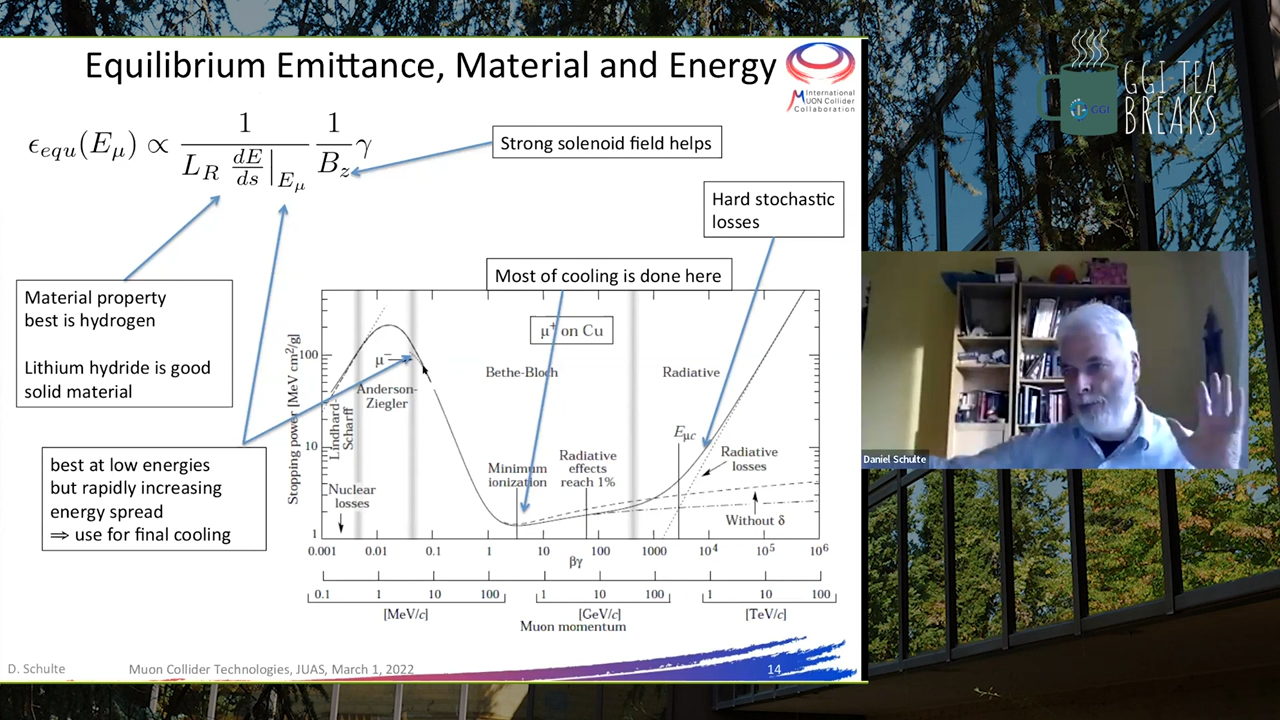 Equilibrium Emittance, Material and Energy
International
MUON Collider
Collaboration
GGI TEA
BREAKS
GGI
ϵ_equ(E_μ) ∝ 1 / (L_R dE/ds|_E_μ) 1/B_z γ
Strong solenoid field helps
Hard stochastic
losses
Most of cooling is done here
Material property
best is hydrogen
Lithium hydride is good
solid material
best at low energies
but rapidly increasing
energy spread
⇒ use for final cooling
Stopping power [MeV cm²/g]
100
10
1
μ⁺ on Cu
μ⁻
Bethe-Bloch
Radiative
Anderson-
Ziegler
Lindhard-
Scharff
Eμc
Minimum
ionization
Radiative
effects
reach 1%
Radiative
losses
Nuclear
losses
Without δ
0.001 0.01 0.1 1 10 100 1000 10⁴ 10⁵ 10⁶
βγ
0.1 1 10 100 1 10 100 1 10 100
[MeV/c] [GeV/c] [TeV/c]
Muon momentum
D. Schulte
Muon Collider Technologies, JUAS, March 1, 2022
14
Daniel Schulte